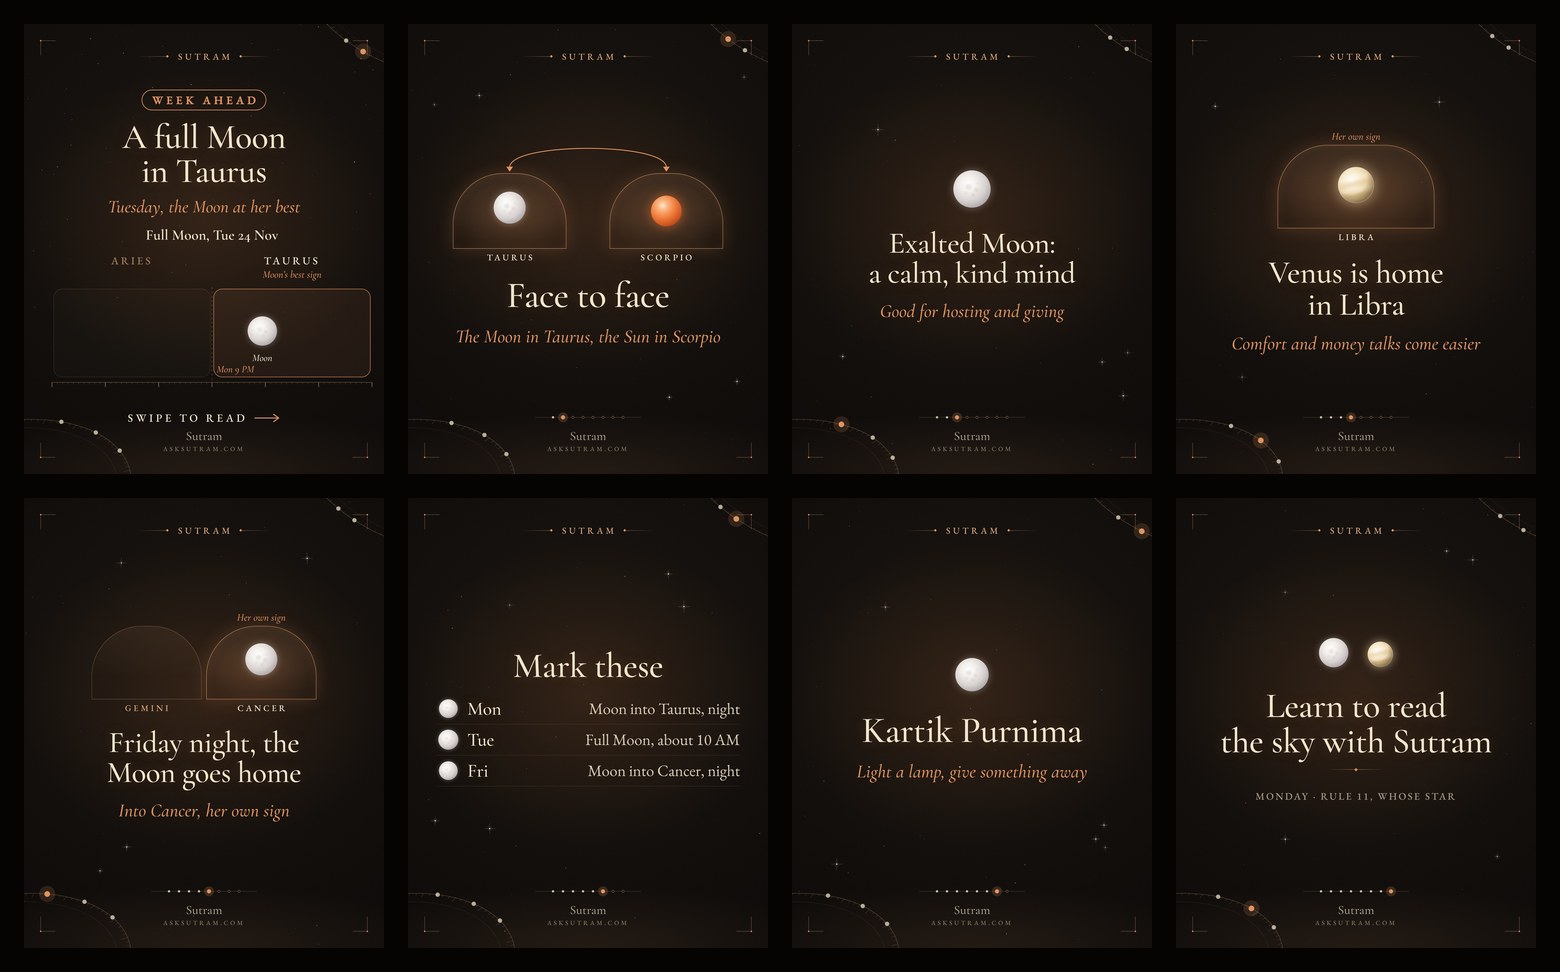 SUTRAM
WEEK AHEAD
A full Moon
in Taurus
Tuesday, the Moon at her best
Full Moon, Tue 24 Nov
ARIES
TAURUS
Moon's best sign
Moon
Mon 9 PM
SWIPE TO READ
Sutram
ASKSUTRAM.COM
SUTRAM
TAURUS
SCORPIO
Face to face
The Moon in Taurus, the Sun in Scorpio
Sutram
ASKSUTRAM.COM
SUTRAM
Exalted Moon:
a calm, kind mind
Good for hosting and giving
Sutram
ASKSUTRAM.COM
SUTRAM
Her own sign
LIBRA
Venus is home
in Libra
Comfort and money talks come easier
Sutram
ASKSUTRAM.COM
SUTRAM
Her own sign
GEMINI
CANCER
Friday night, the
Moon goes home
Into Cancer, her own sign
Sutram
ASKSUTRAM.COM
SUTRAM
Mark these
Mon Moon into Taurus, night
Tue Full Moon, about 10 AM
Fri Moon into Cancer, night
Sutram
ASKSUTRAM.COM
SUTRAM
Kartik Purnima
Light a lamp, give something away
Sutram
ASKSUTRAM.COM
SUTRAM
Learn to read
the sky with Sutram
MONDAY · RULE 11, WHOSE STAR
Sutram
ASKSUTRAM.COM